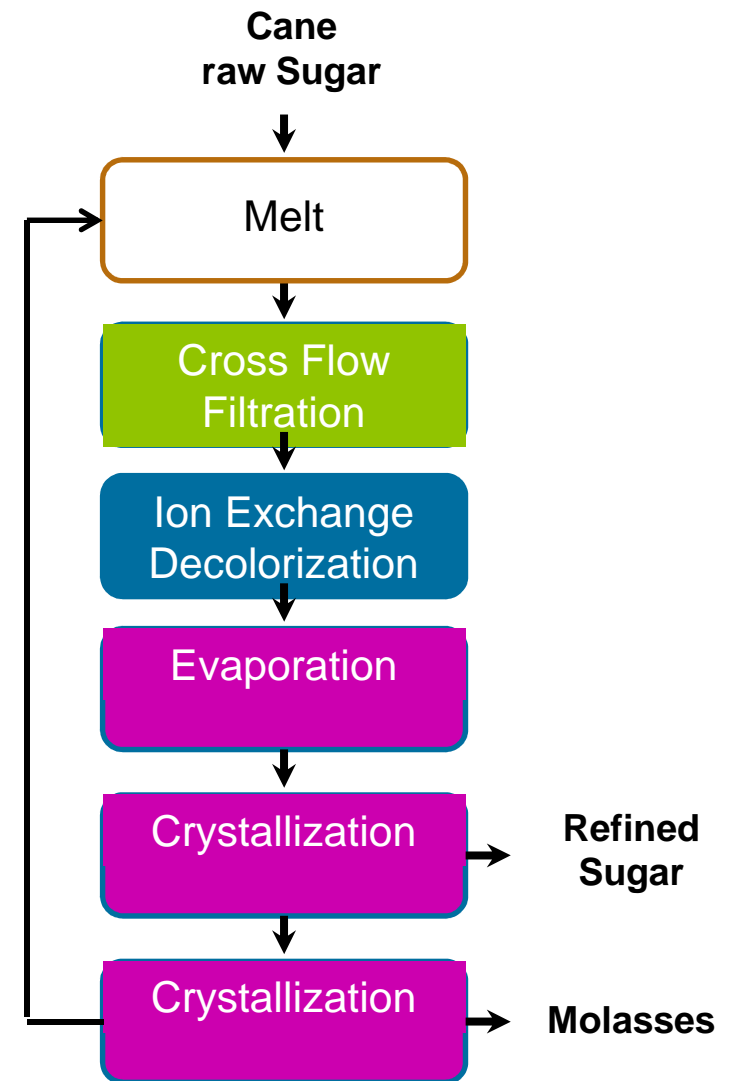 Cane
raw Sugar
Melt
Cross Flow
Filtration
Ion Exchange
Decolorization
Evaporation
Crystallization
Refined
Sugar
Crystallization
Molasses